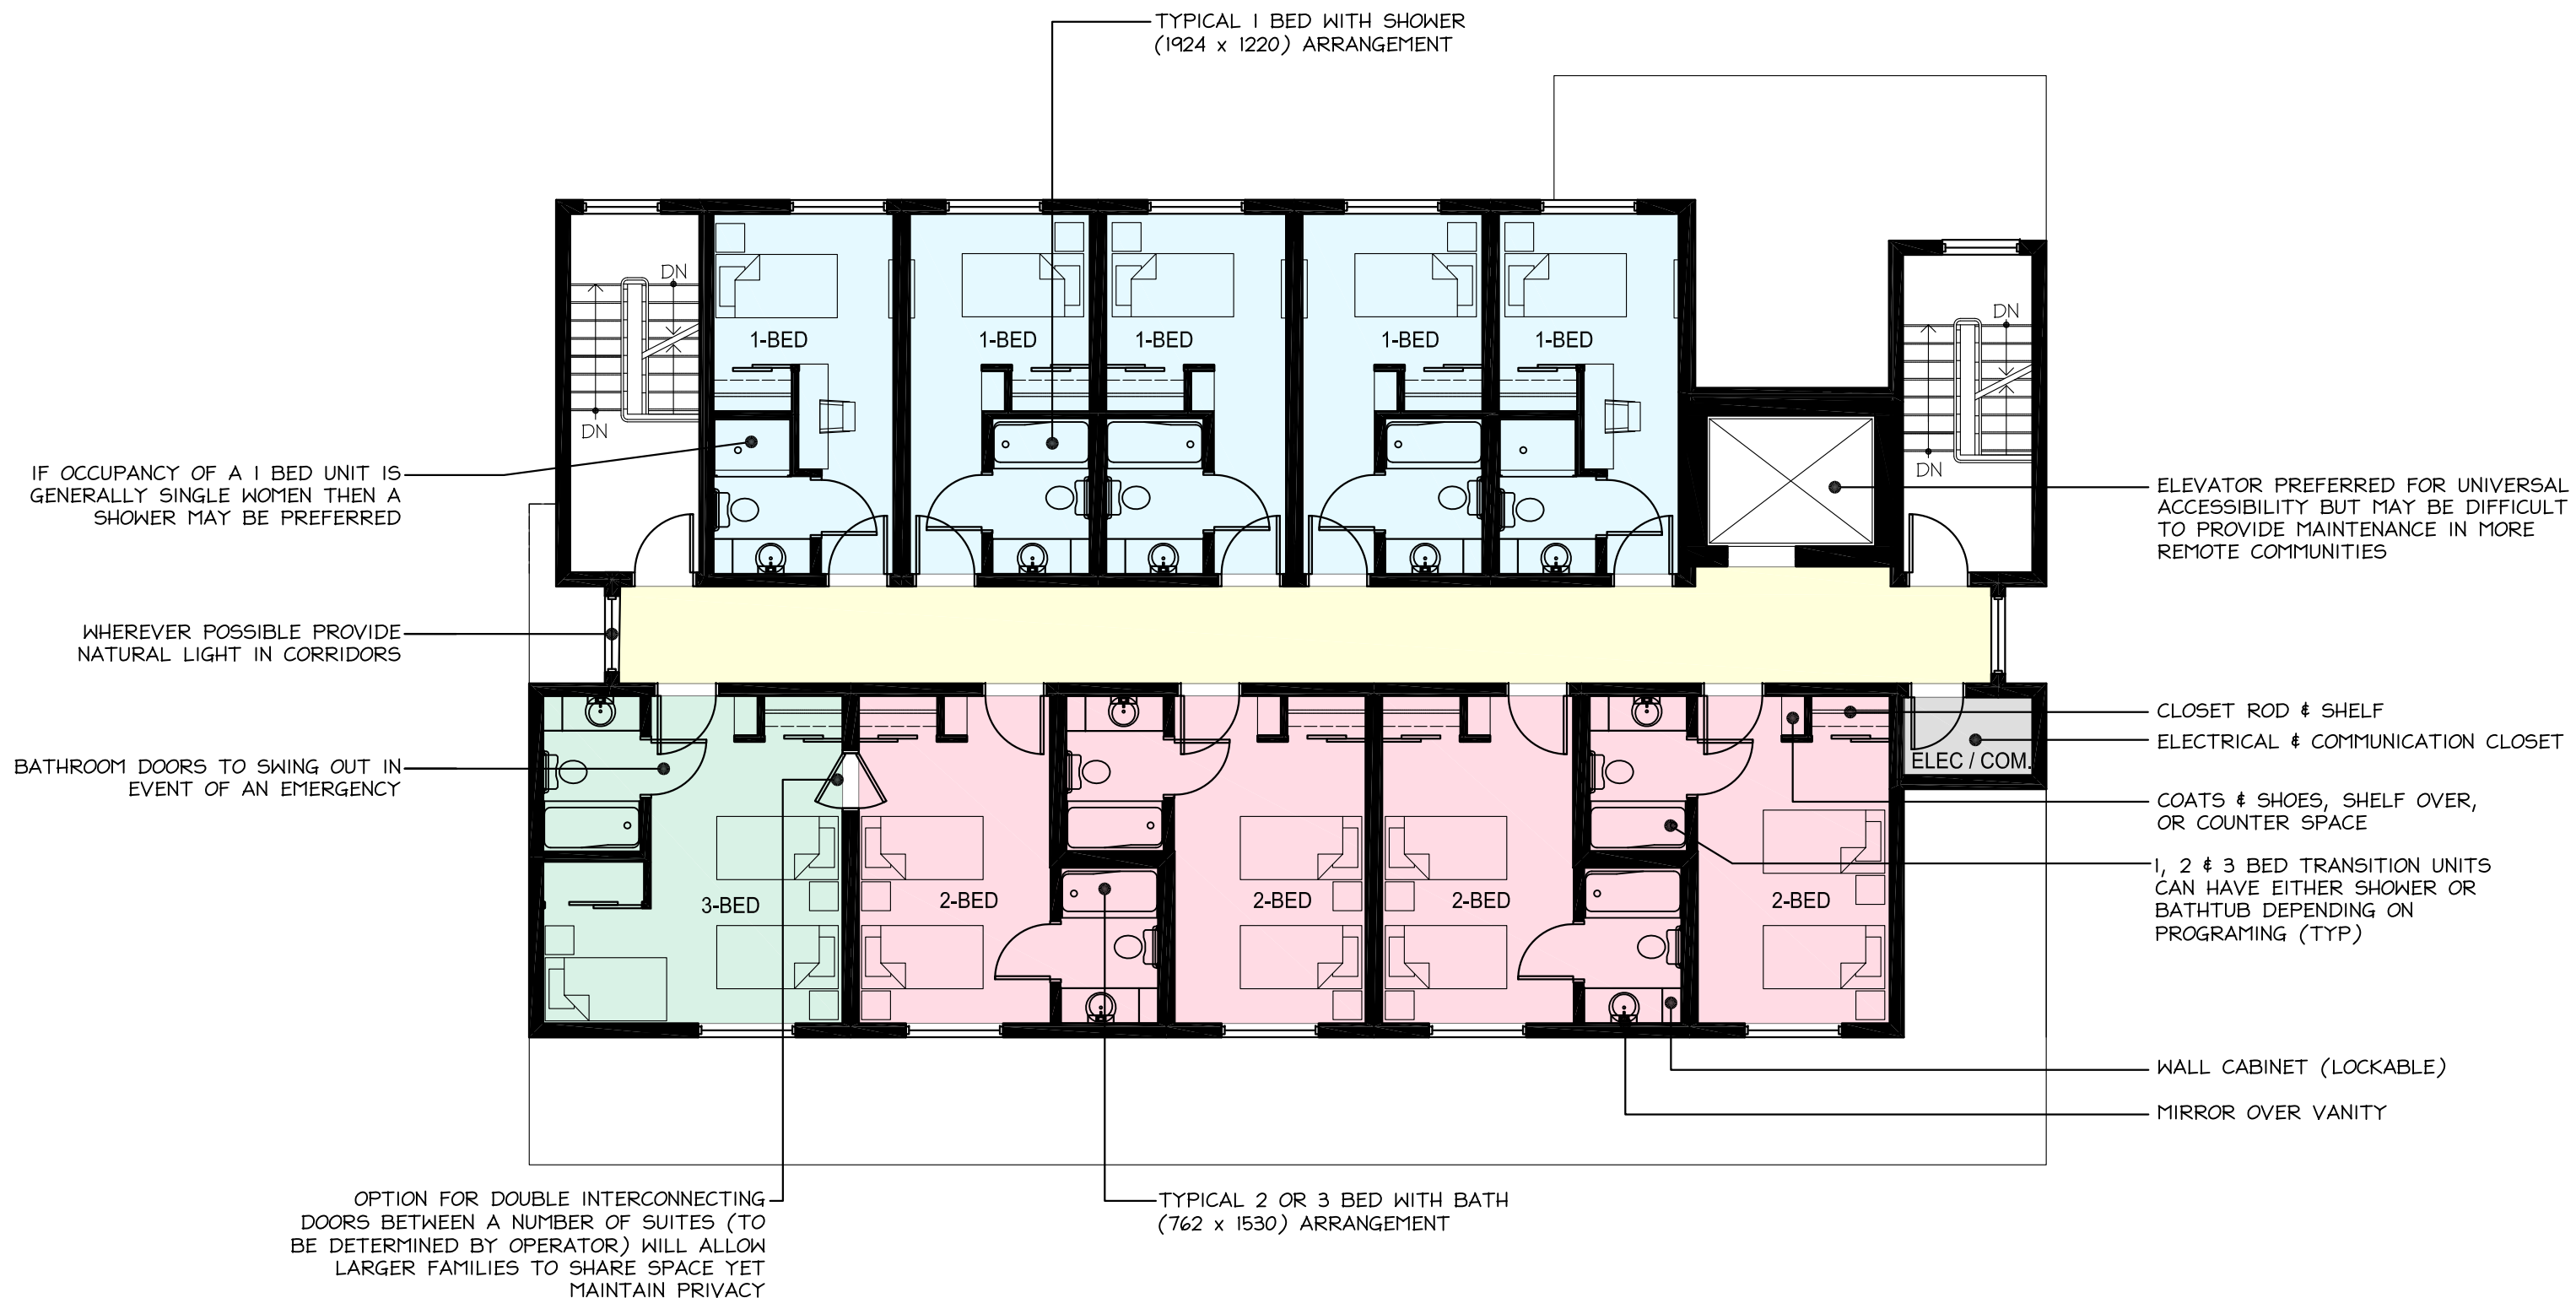 TYPICAL 1 BED WITH SHOWER
(1924 x 1220) ARRANGEMENT
DN
DN
1-BED
1-BED
1-BED
1-BED
1-BED
DN
DN
IF OCCUPANCY OF A 1 BED UNIT IS
GENERALLY SINGLE WOMEN THEN A
SHOWER MAY BE PREFERRED
ELEVATOR PREFERRED FOR UNIVERSAL
ACCESSIBILITY BUT MAY BE DIFFICULT
TO PROVIDE MAINTENANCE IN MORE
REMOTE COMMUNITIES
WHEREVER POSSIBLE PROVIDE
NATURAL LIGHT IN CORRIDORS
CLOSET ROD & SHELF
ELECTRICAL & COMMUNICATION CLOSET
ELEC / COM.
BATHROOM DOORS TO SWING OUT IN
EVENT OF AN EMERGENCY
COATS & SHOES, SHELF OVER,
OR COUNTER SPACE
1, 2 & 3 BED TRANSITION UNITS
CAN HAVE EITHER SHOWER OR
BATHTUB DEPENDING ON
PROGRAMING (TYP)
3-BED
2-BED
2-BED
2-BED
2-BED
WALL CABINET (LOCKABLE)
MIRROR OVER VANITY
OPTION FOR DOUBLE INTERCONNECTING
DOORS BETWEEN A NUMBER OF SUITES (TO
BE DETERMINED BY OPERATOR) WILL ALLOW
LARGER FAMILIES TO SHARE SPACE YET
MAINTAIN PRIVACY
TYPICAL 2 OR 3 BED WITH BATH
(762 x 1530) ARRANGEMENT